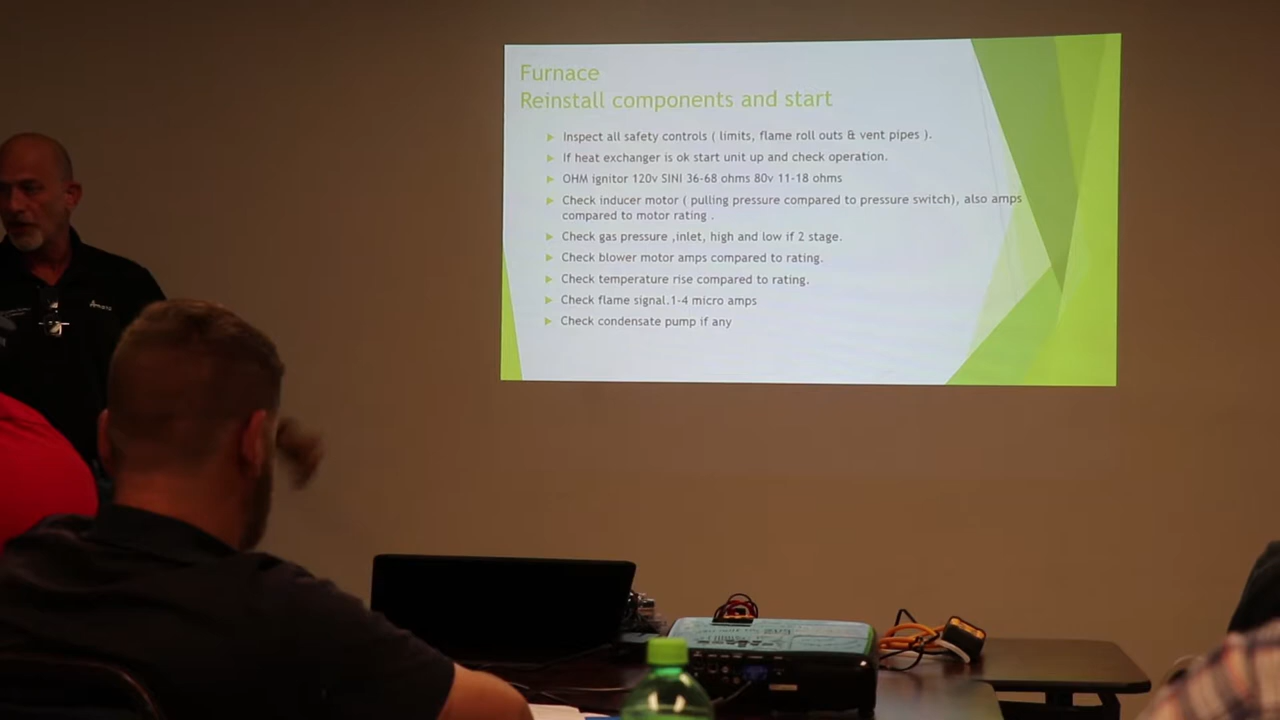 Furnace
Reinstall components and start
Inspect all safety controls ( limits, flame roll outs & vent pipes ).
If heat exchanger is ok start unit up and check operation.
OHM ignitor 120v SINI 36-68 ohms 80v 11-18 ohms
Check inducer motor ( pulling pressure compared to pressure switch), also amps
compared to motor rating .
Check gas pressure ,inlet, high and low if 2 stage.
Check blower motor amps compared to rating.
Check temperature rise compared to rating.
Check flame signal.1-4 micro amps
Check condensate pump if any